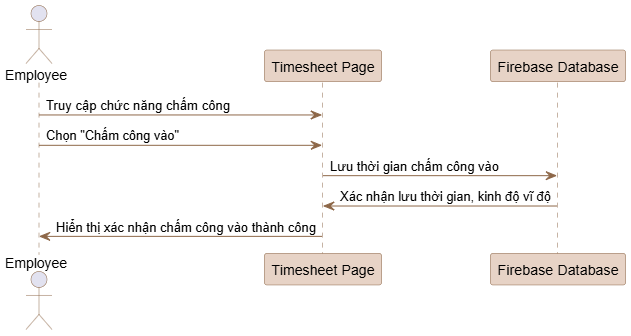 Employee
Timesheet Page
Firebase Database
Truy cập chức năng chấm công
Chọn "Chấm công vào"
Lưu thời gian chấm công vào
Xác nhận lưu thời gian, kinh độ vĩ độ
Hiển thị xác nhận chấm công vào thành công
Employee
Timesheet Page
Firebase Database